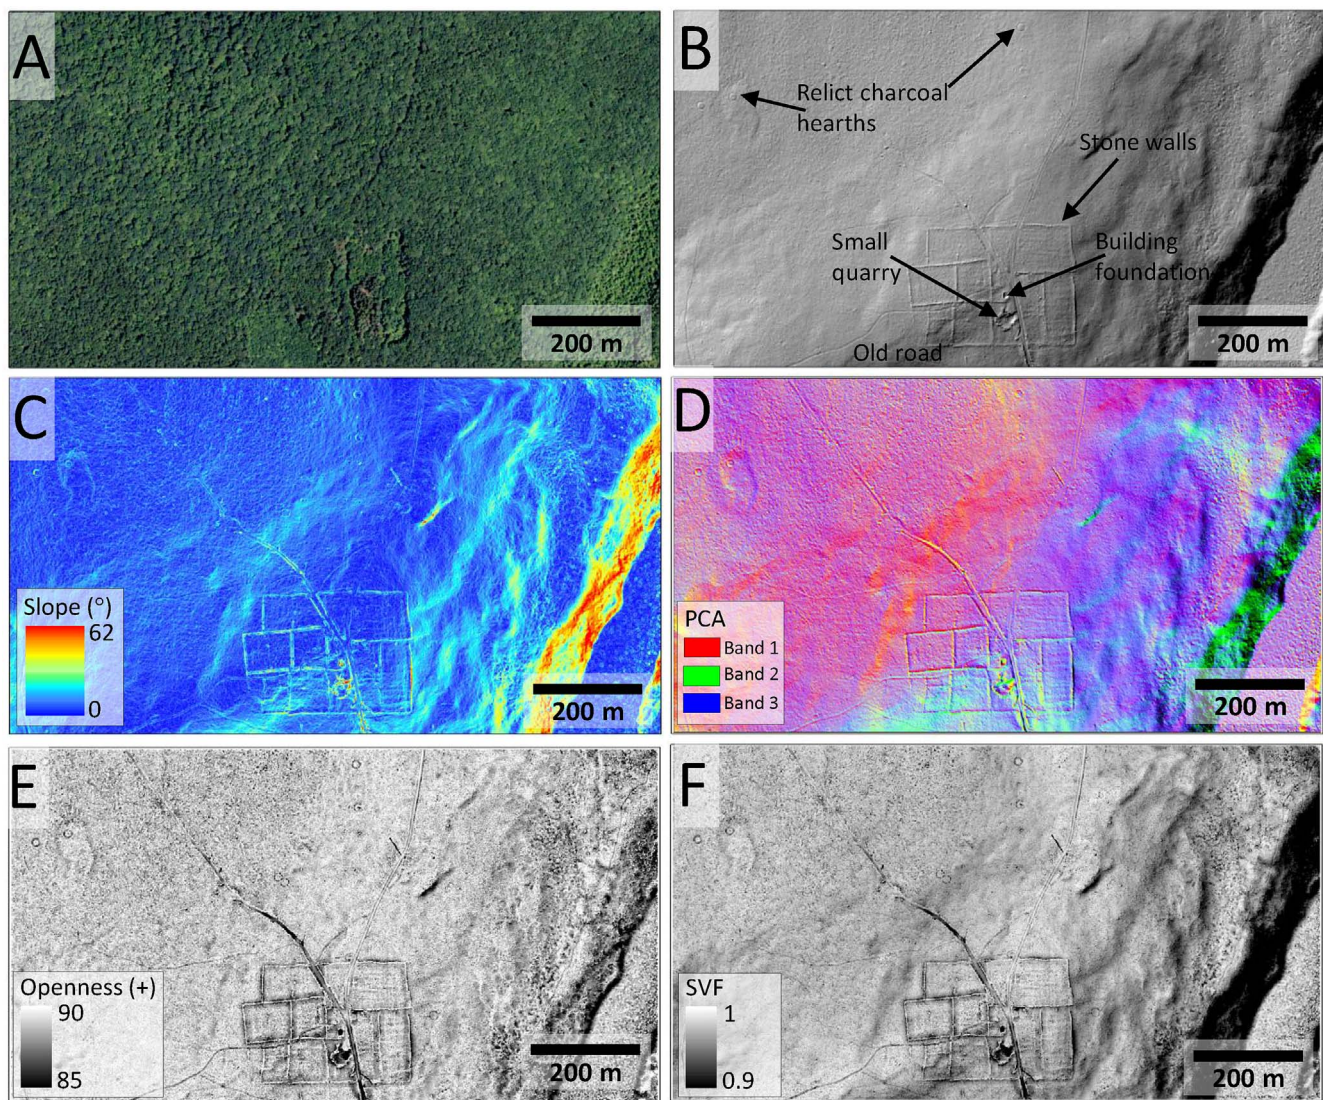 A
200 m
B
Relict charcoal
hearths
Stone walls
Small
quarry
Building
foundation
Old road
200 m
C
Slope (°)
62
0
200 m
D
PCA
Band 1
Band 2
Band 3
200 m
E
Openness (+)
90
85
200 m
F
SVF
1
0.9
200 m